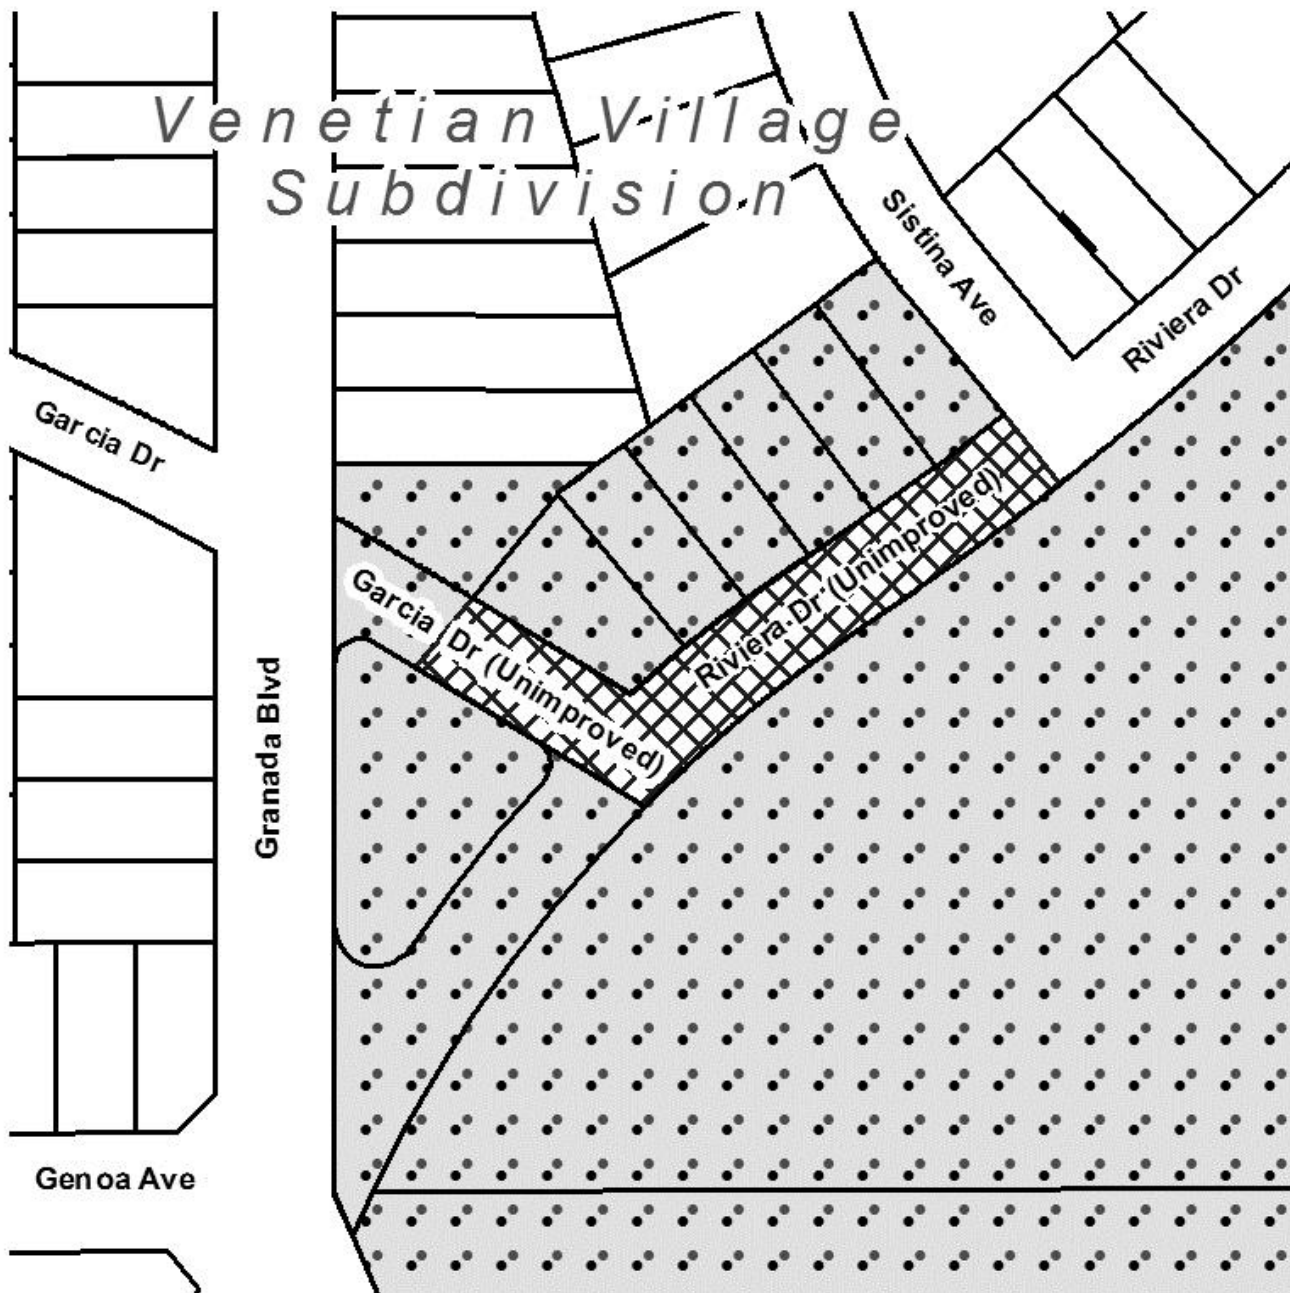 Venetian Village
Subdivision
Sistina Ave
Riviera Dr
Garcia Dr
Riviera Dr (Unimproved)
Garcia Dr (Unimproved)
Granada Blvd
Genoa Ave